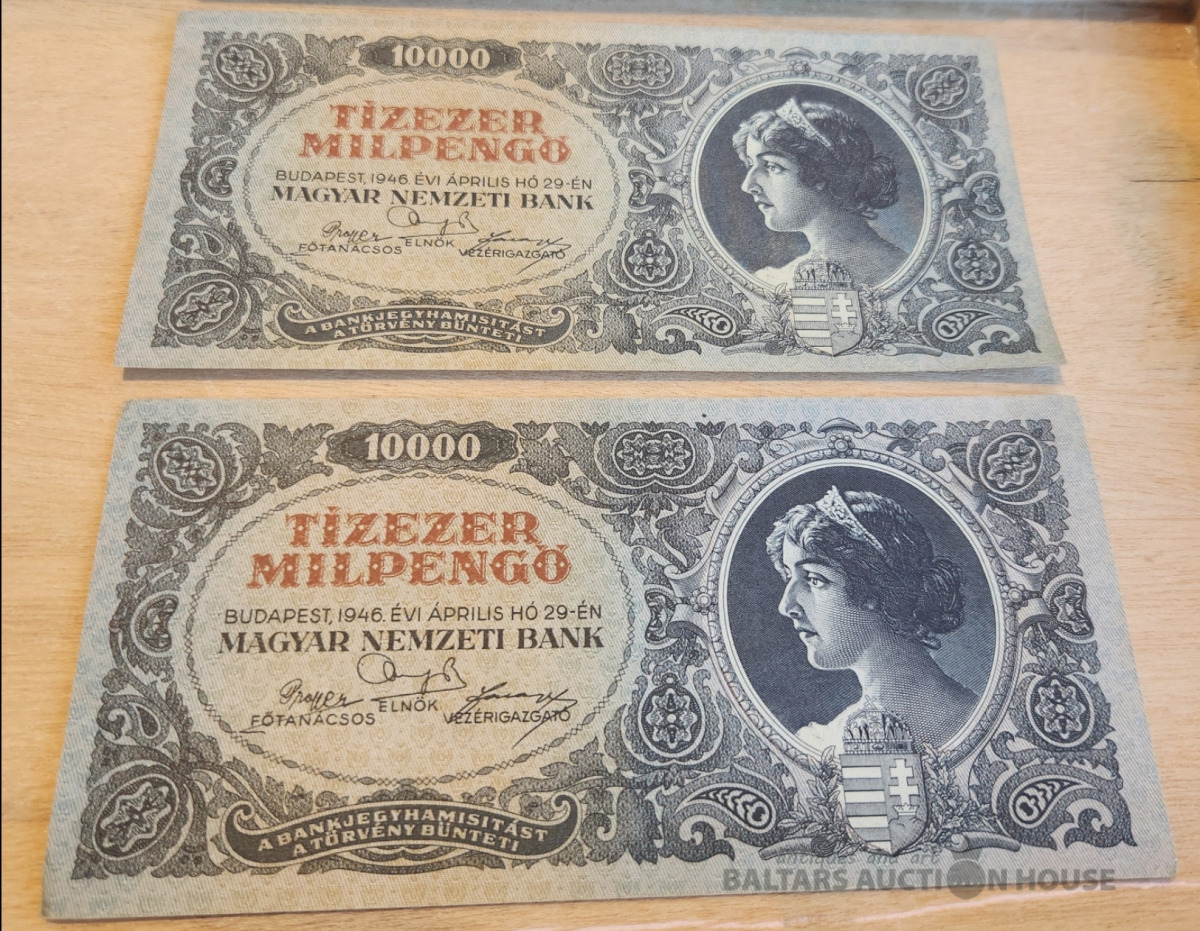 10000
TÍZEZER
MILPENGŐ
BUDAPEST, 1946. ÉVI ÁPRILIS HÓ 29-ÉN
MAGYAR NEMZETI BANK
FŐTANÁCSOS ELNÖK VEZÉRIGAZGATÓ
A BANKJEGYHAMISITÁST
A TÖRVÉNY BÜNTETI
10000
TÍZEZER
MILPENGŐ
BUDAPEST, 1946. ÉVI ÁPRILIS HÓ 29-ÉN
MAGYAR NEMZETI BANK
FŐTANÁCSOS ELNÖK VEZÉRIGAZGATÓ
A BANKJEGYHAMISITÁST
A TÖRVÉNY BÜNTETI
antiques and art
BALTARS AUCTION HOUSE